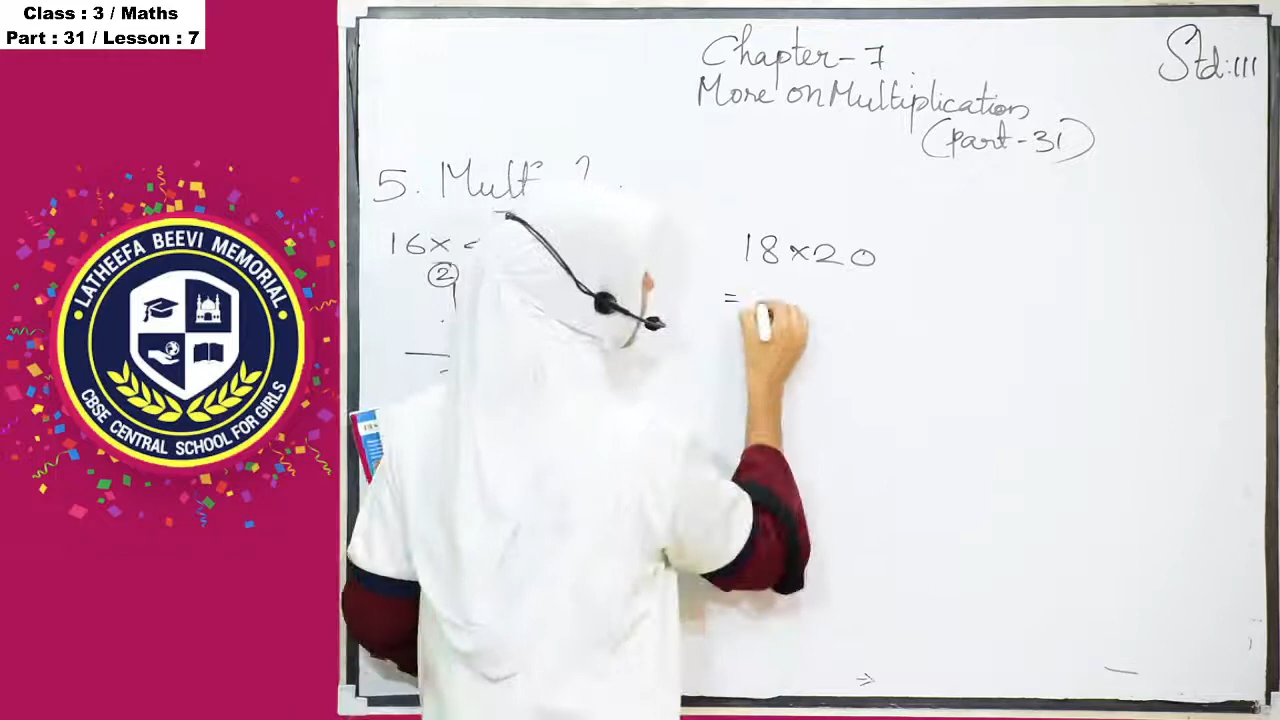 Class : 3 / Maths
Part : 31 / Lesson : 7
Chapter-7
Std:III
More on Multiplication
(part-31)
5.
16×
18×20
②
=
LATHEEFA BEEVI MEMORIAL
CBSE CENTRAL SCHOOL FOR GIRLS